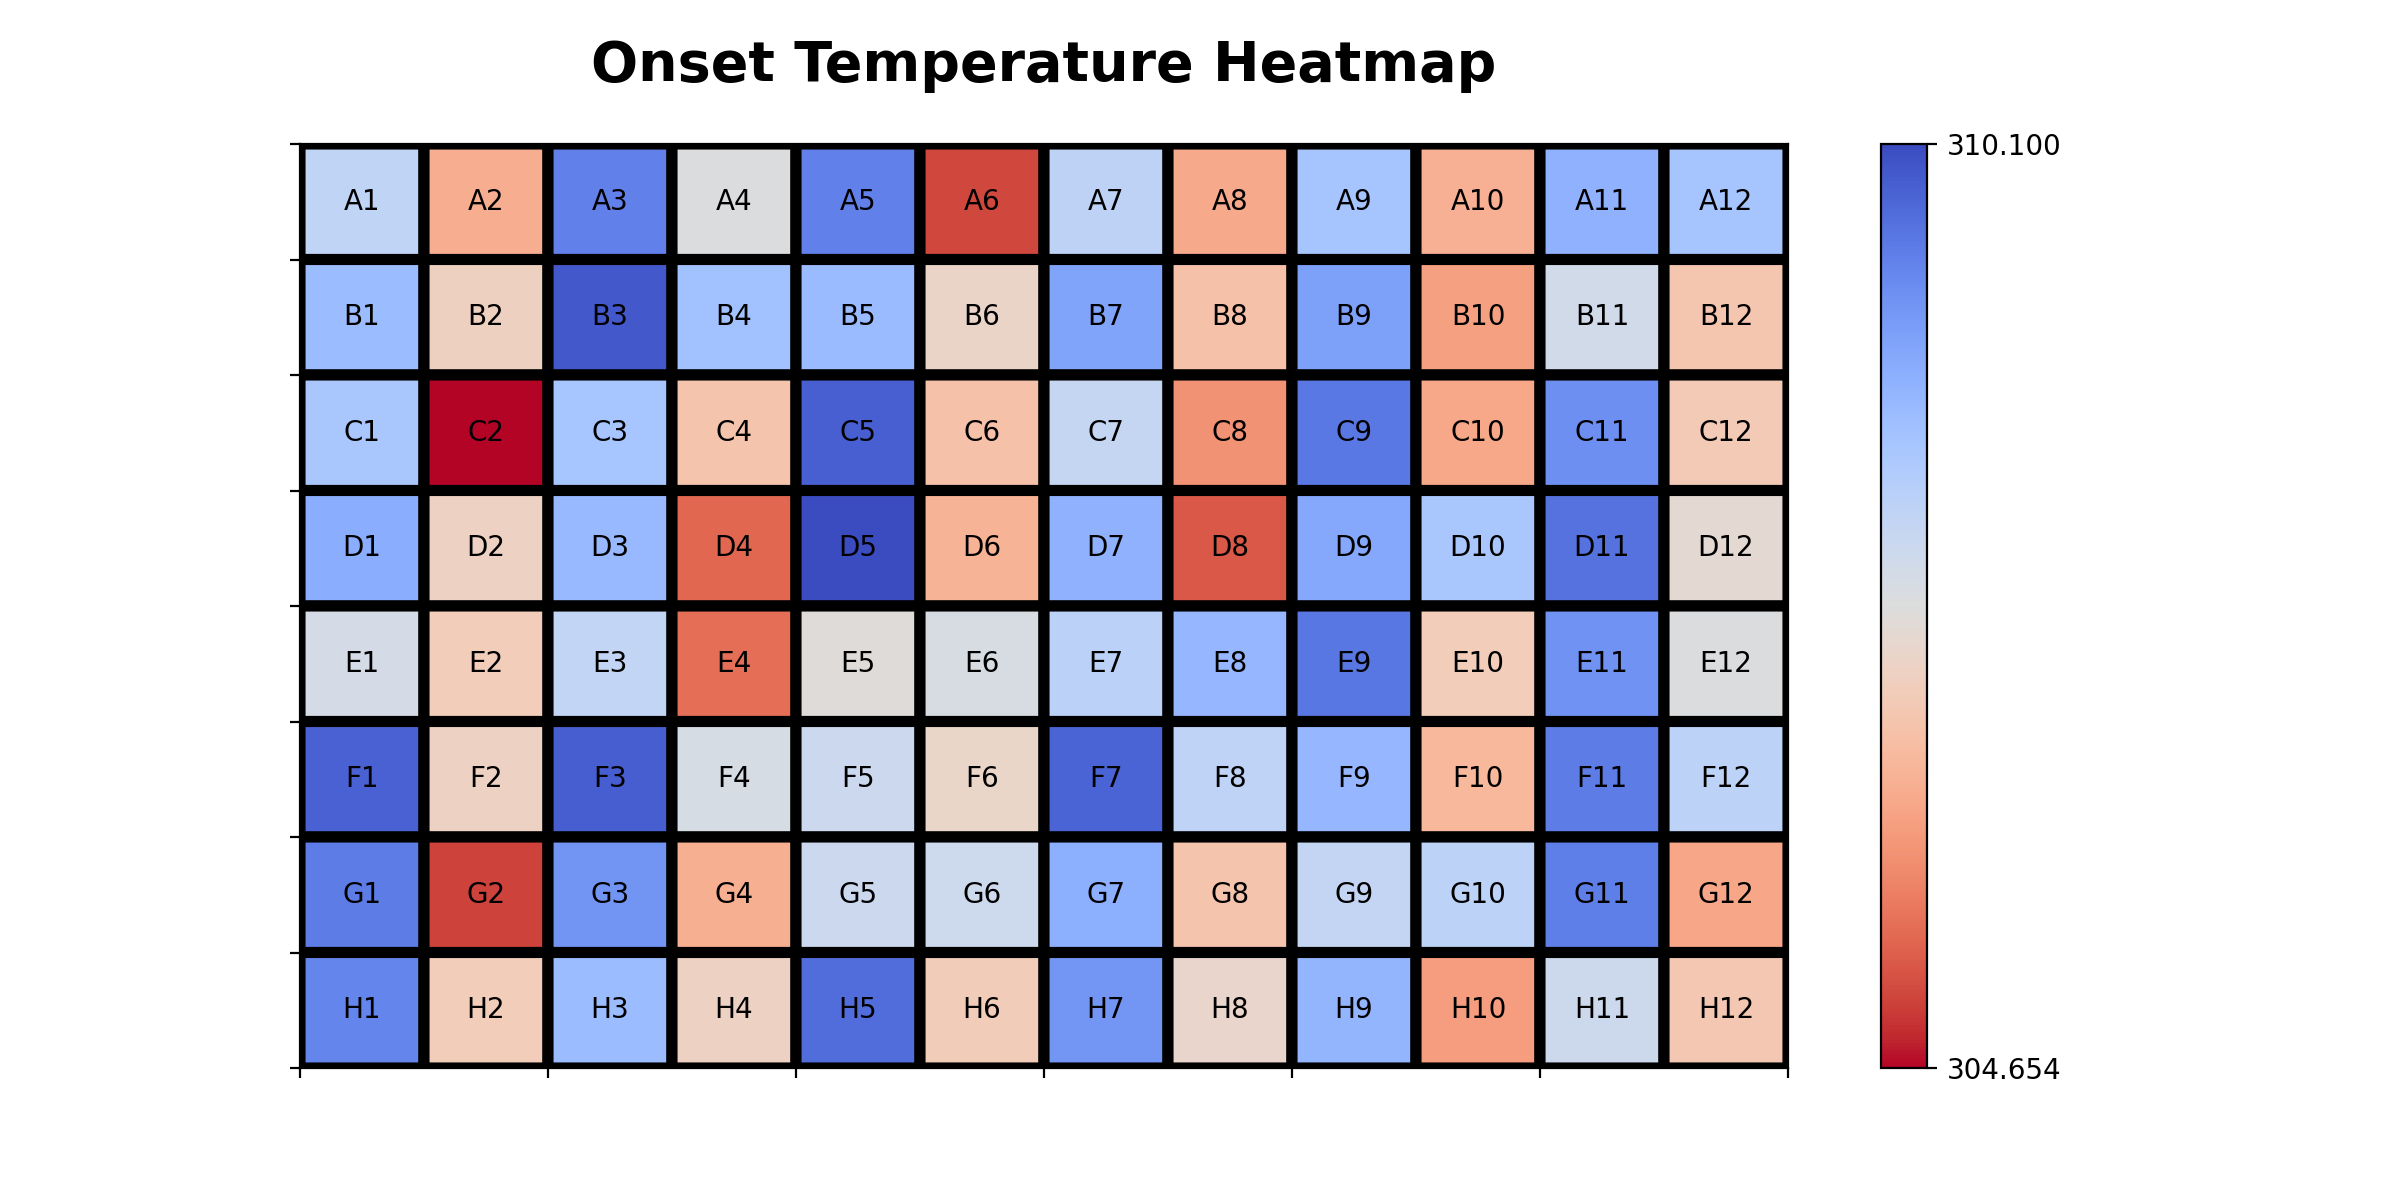 Onset Temperature Heatmap
310.100
A1 A2 A3 A4 A5 A6 A7 A8 A9 A10 A11 A12
B1 B2 B3 B4 B5 B6 B7 B8 B9 B10 B11 B12
C1 C2 C3 C4 C5 C6 C7 C8 C9 C10 C11 C12
D1 D2 D3 D4 D5 D6 D7 D8 D9 D10 D11 D12
E1 E2 E3 E4 E5 E6 E7 E8 E9 E10 E11 E12
F1 F2 F3 F4 F5 F6 F7 F8 F9 F10 F11 F12
G1 G2 G3 G4 G5 G6 G7 G8 G9 G10 G11 G12
H1 H2 H3 H4 H5 H6 H7 H8 H9 H10 H11 H12
304.654